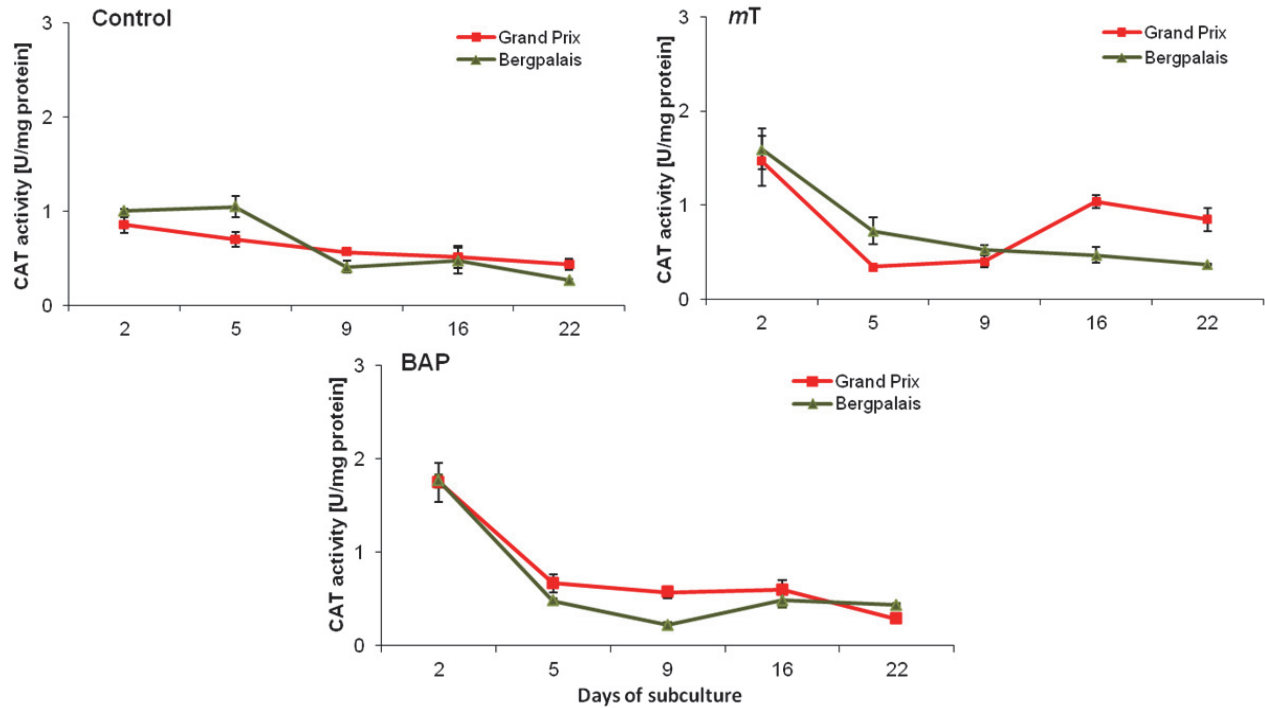 Control
CAT activity [U/mg protein]
3
2
1
0
Grand Prix
Bergpalais
2 5 9 16 22
mT
CAT activity [U/mg protein]
3
2
1
0
Grand Prix
Bergpalais
2 5 9 16 22
BAP
CAT activity [U/mg protein]
3
2
1
0
Grand Prix
Bergpalais
2 5 9 16 22
Days of subculture